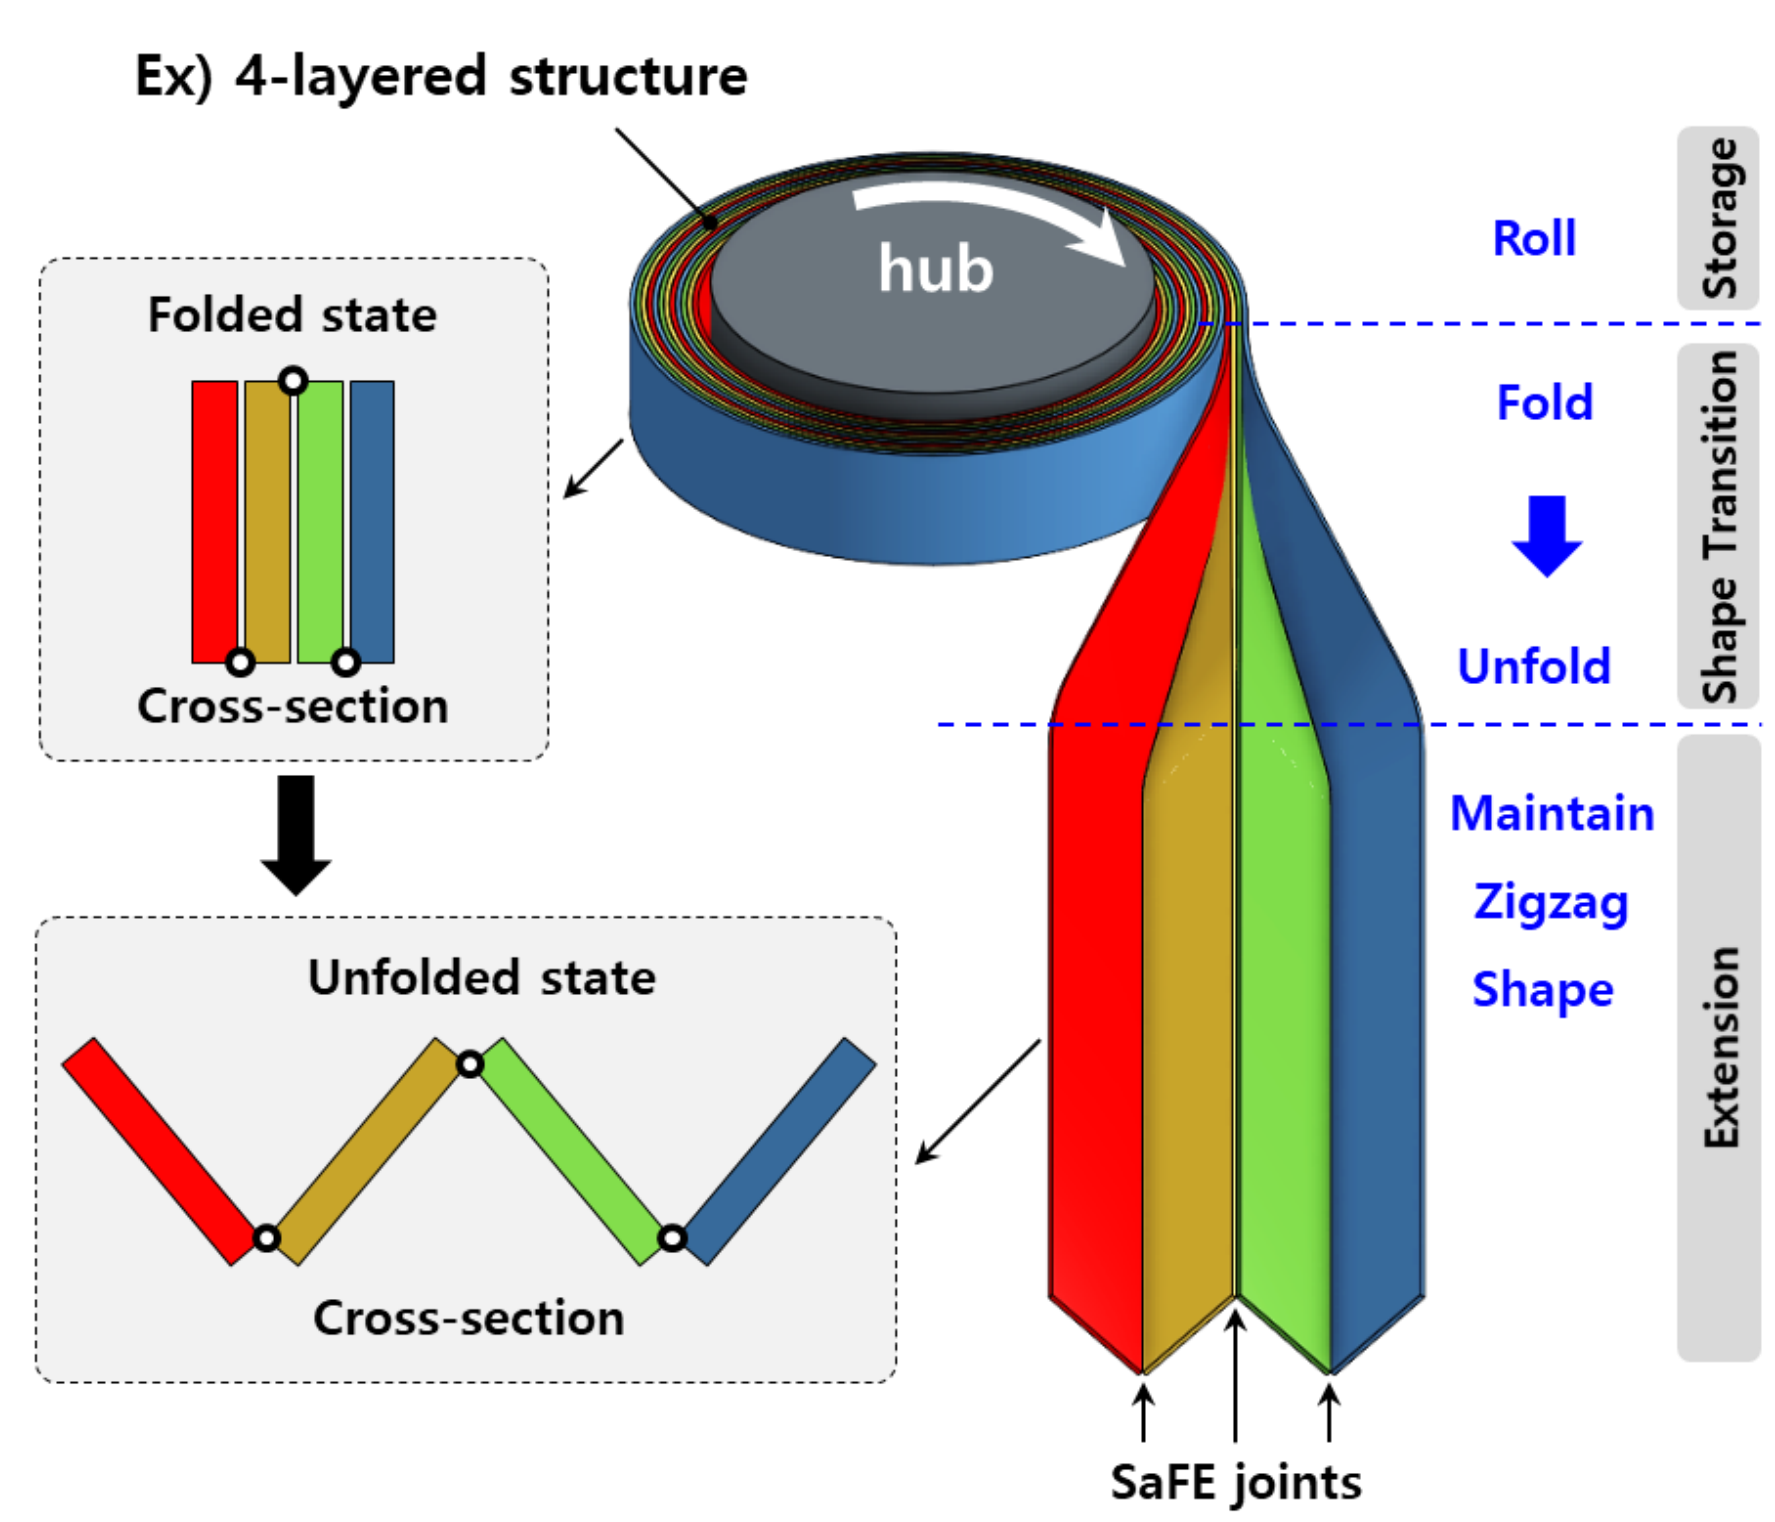 Ex) 4-layered structure
hub
Roll
Storage
Folded state
Cross-section
Fold
Unfold
Shape Transition
Unfolded state
Cross-section
Maintain
Zigzag
Shape
Extension
SaFE joints